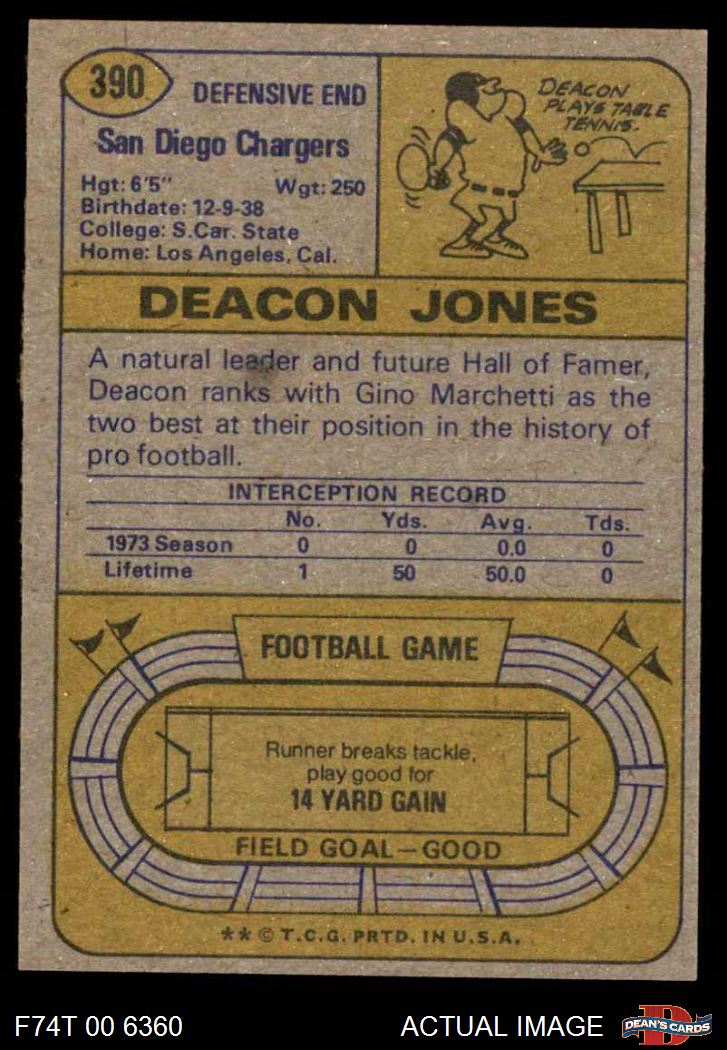 390
DEFENSIVE END
San Diego Chargers
Hgt: 6'5" Wgt: 250
Birthdate: 12-9-38
College: S.Car. State
Home: Los Angeles, Cal.
DEACON
PLAYS TABLE
TENNIS.
DEACON JONES
A natural leader and future Hall of Famer,
Deacon ranks with Gino Marchetti as the
two best at their position in the history of
pro football.
INTERCEPTION RECORD
No. Yds. Avg. Tds.
1973 Season 0 0 0.0 0
Lifetime 1 50 50.0 0
FOOTBALL GAME
Runner breaks tackle,
play good for
14 YARD GAIN
FIELD GOAL—GOOD
** © T.C.G. PRTD. IN U.S.A.
F74T 00 6360 ACTUAL IMAGE
D
DEAN'S CARDS